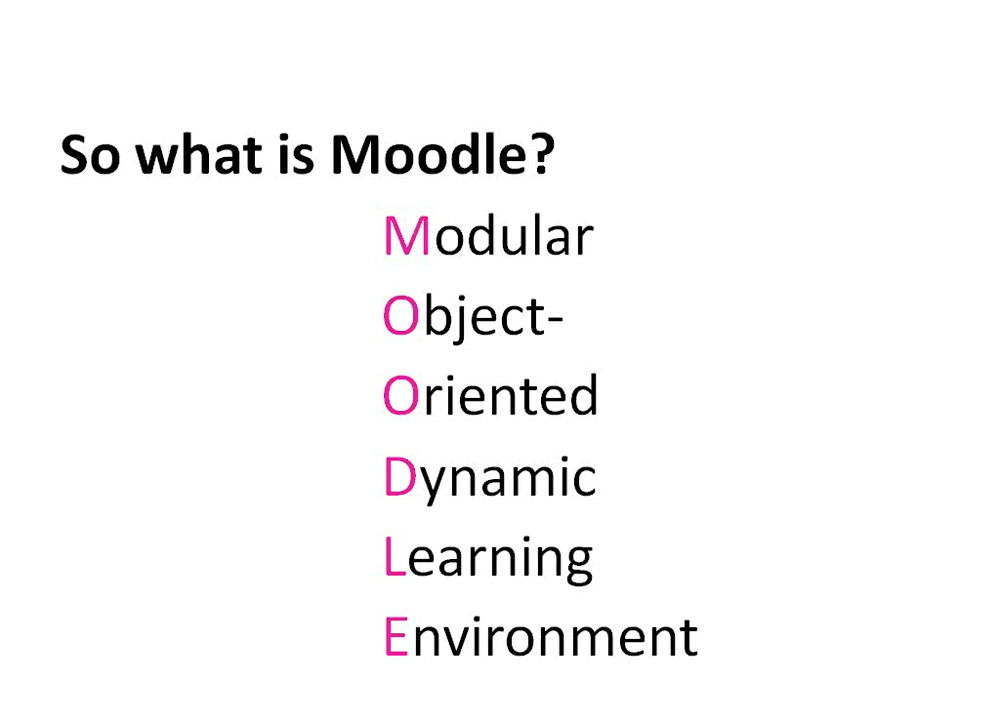 So what is Moodle?
Modular
Object-
Oriented
Dynamic
Learning
Environment